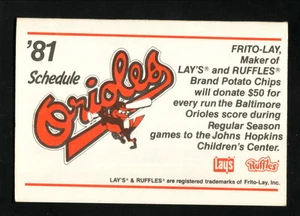 '81
Schedule
Orioles
FRITO-LAY,
Maker of
LAY'S® and RUFFLES®
Brand Potato Chips
will donate $50 for
every run the Baltimore
Orioles score during
Regular Season
games to the Johns Hopkins
Children's Center.
Lay's
Ruffles
LAY'S & RUFFLES® are registered trademarks of Frito-Lay, Inc.